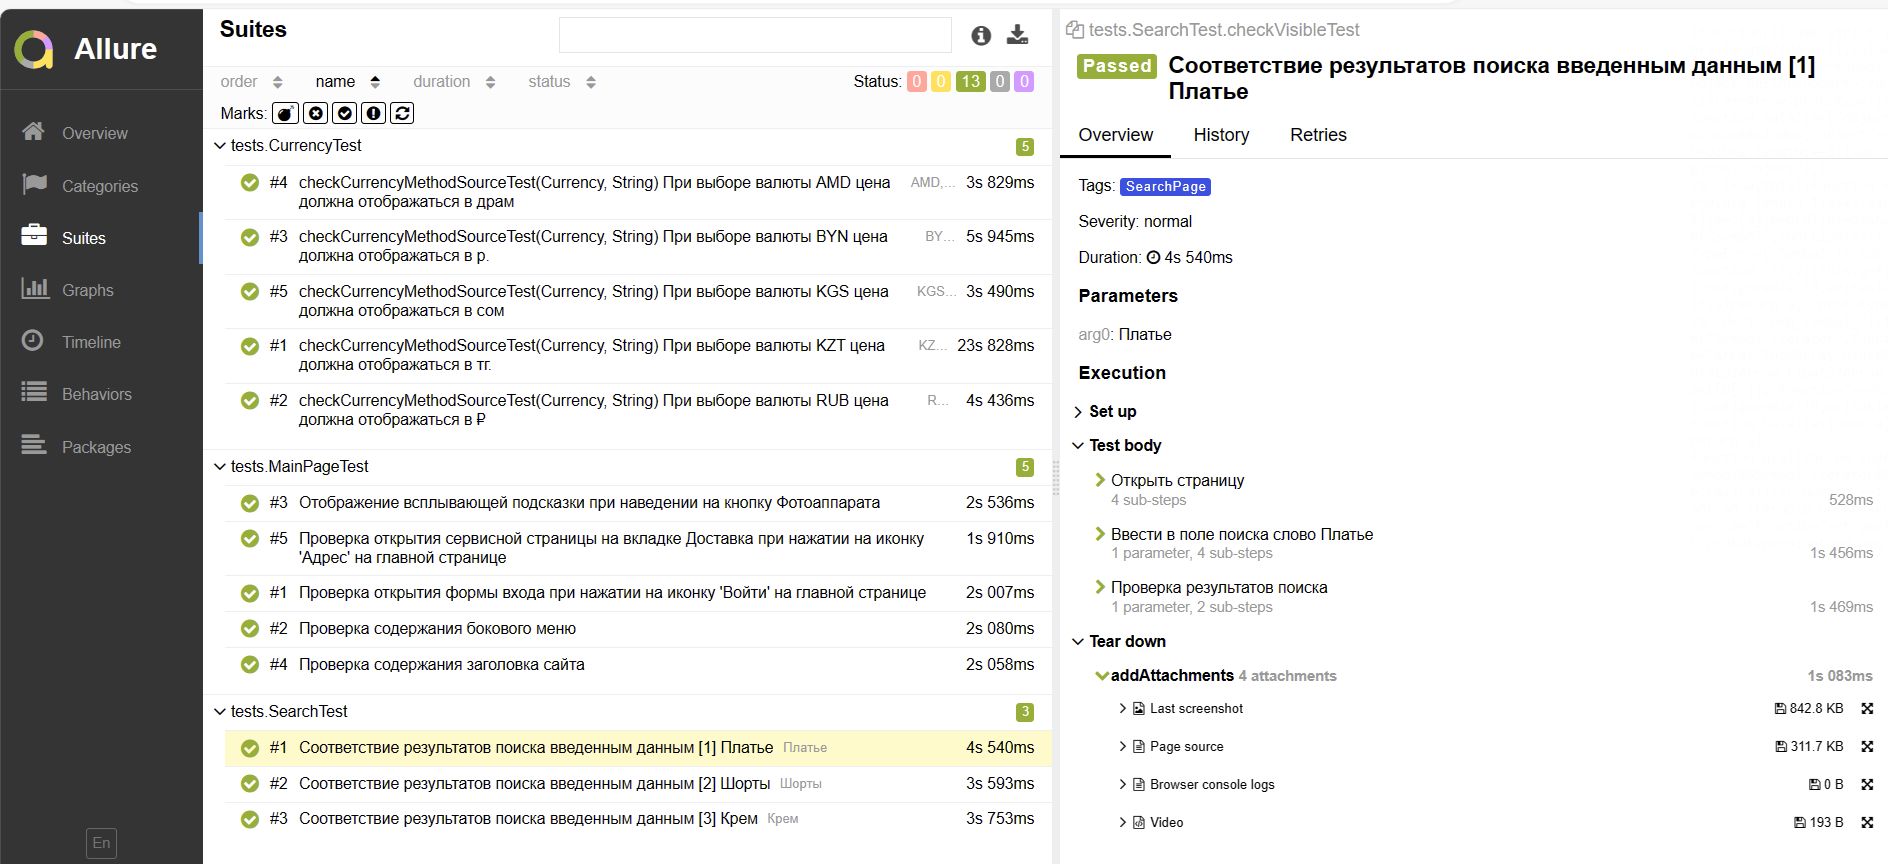 Allure
Overview
Categories
Suites
Graphs
Timeline
Behaviors
Packages
En
Suites
order name duration status Status: 0 0 13 0 0
Marks:
tests.CurrencyTest 5
#4 checkCurrencyMethodSourceTest(Currency, String) При выборе валюты AMD цена AMD,... 3s 829ms
должна отображаться в драм
#3 checkCurrencyMethodSourceTest(Currency, String) При выборе валюты BYN цена BY... 5s 945ms
должна отображаться в р.
#5 checkCurrencyMethodSourceTest(Currency, String) При выборе валюты KGS цена KGS... 3s 490ms
должна отображаться в сом
#1 checkCurrencyMethodSourceTest(Currency, String) При выборе валюты KZT цена KZ... 23s 828ms
должна отображаться в тг.
#2 checkCurrencyMethodSourceTest(Currency, String) При выборе валюты RUB цена R... 4s 436ms
должна отображаться в ₽
tests.MainPageTest 5
#3 Отображение всплывающей подсказки при наведении на кнопку Фотоаппарата 2s 536ms
#5 Проверка открытия сервисной страницы на вкладке Доставка при нажатии на иконку 1s 910ms
'Адрес' на главной странице
#1 Проверка открытия формы входа при нажатии на иконку 'Войти' на главной странице 2s 007ms
#2 Проверка содержания бокового меню 2s 080ms
#4 Проверка содержания заголовка сайта 2s 058ms
tests.SearchTest 3
#1 Соответствие результатов поиска введенным данным [1] Платье Платье 4s 540ms
#2 Соответствие результатов поиска введенным данным [2] Шорты Шорты 3s 593ms
#3 Соответствие результатов поиска введенным данным [3] Крем Крем 3s 753ms
tests.SearchTest.checkVisibleTest
Passed Соответствие результатов поиска введенным данным [1]
Платье
Overview History Retries
Tags: SearchPage
Severity: normal
Duration: 4s 540ms
Parameters
arg0: Платье
Execution
Set up
Test body
Открыть страницу
4 sub-steps 528ms
Ввести в поле поиска слово Платье
1 parameter, 4 sub-steps 1s 456ms
Проверка результатов поиска
1 parameter, 2 sub-steps 1s 469ms
Tear down
addAttachments 4 attachments 1s 083ms
Last screenshot 842.8 KB
Page source 311.7 KB
Browser console logs 0 B
Video 193 B